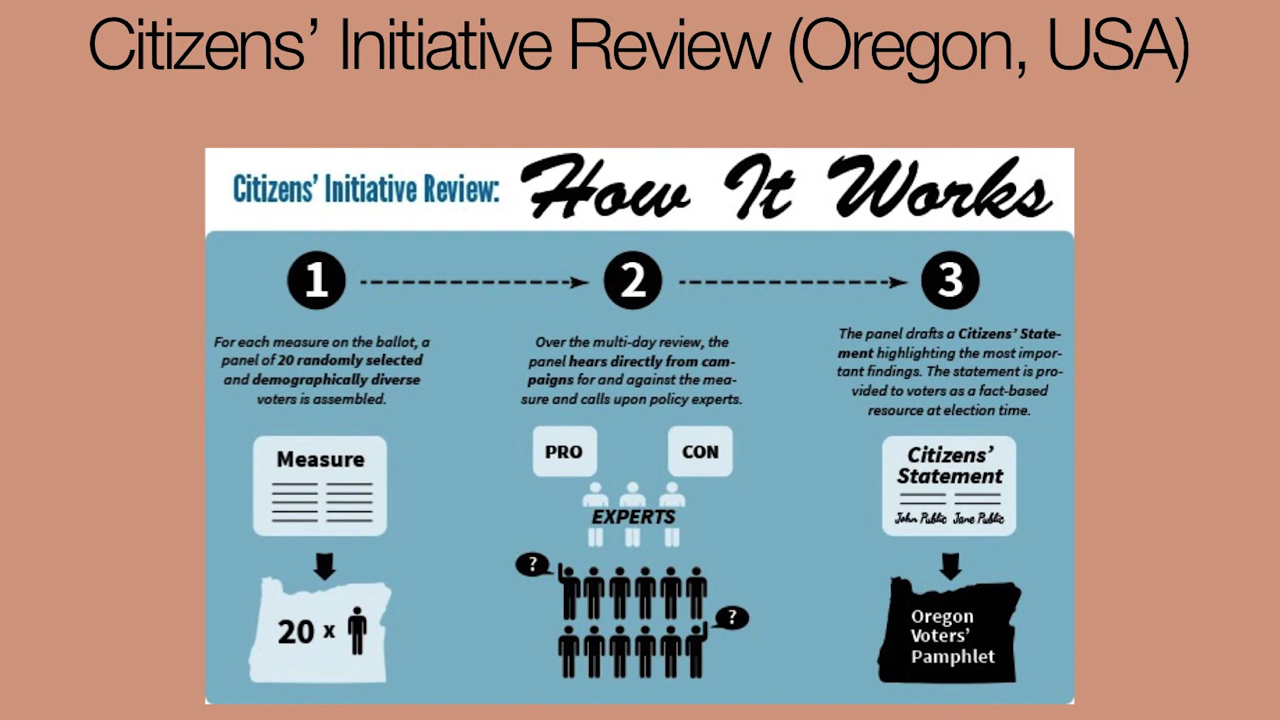 Citizens’ Initiative Review (Oregon, USA)
Citizens’ Initiative Review: How It Works
1
2
3
For each measure on the ballot, a
panel of 20 randomly selected
and demographically diverse
voters is assembled.
Over the multi-day review, the
panel hears directly from cam-
paigns for and against the mea-
sure and calls upon policy experts.
The panel drafts a Citizens’ State-
ment highlighting the most impor-
tant findings. The statement is pro-
vided to voters as a fact-based
resource at election time.
Measure
20 x
PRO
CON
EXPERTS
?
?
Citizens’
Statement
John Public Jane Public
Oregon
Voters’
Pamphlet